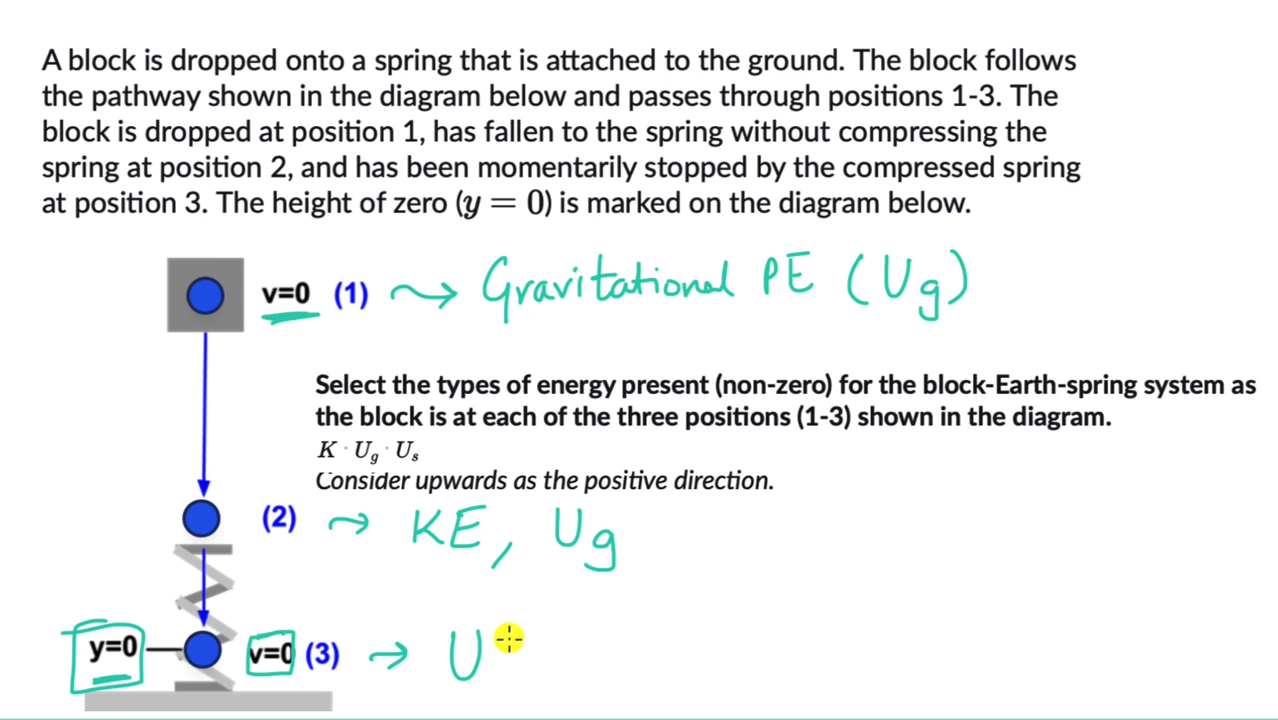 A block is dropped onto a spring that is attached to the ground. The block follows
the pathway shown in the diagram below and passes through positions 1-3. The
block is dropped at position 1, has fallen to the spring without compressing the
spring at position 2, and has been momentarily stopped by the compressed spring
at position 3. The height of zero (y = 0) is marked on the diagram below.
v=0 (1) → Gravitational PE (Ug)
Select the types of energy present (non-zero) for the block-Earth-spring system as
the block is at each of the three positions (1-3) shown in the diagram.
K · Ug · Us
Consider upwards as the positive direction.
(2) → KE, Ug
y=0 v=0 (3) → U